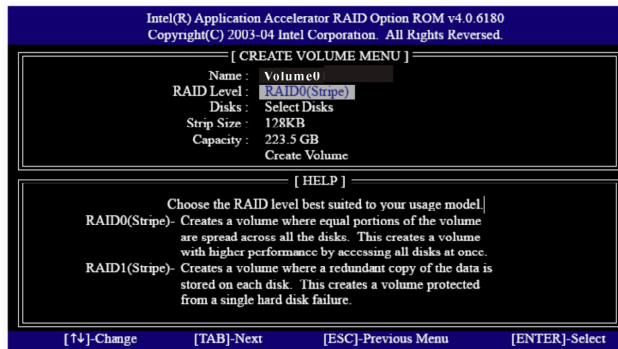 Intel(R) Application Accelerator RAID Option ROM v4.0.6180
Copyright(C) 2003-04 Intel Corporation. All Rights Reversed.
[ CREATE VOLUME MENU ]
Name : Volume0
RAID Level : RAID0(Stripe)
Disks : Select Disks
Strip Size : 128KB
Capacity : 223.5 GB
Create Volume
[ HELP ]
Choose the RAID level best suited to your usage model.
RAID0(Stripe)- Creates a volume where equal portions of the volume
are spread across all the disks. This creates a volume
with higher performance by accessing all disks at once.
RAID1(Stripe)- Creates a volume where a redundant copy of the data is
stored on each disk. This creates a volume protected
from a single hard disk failure.
[↑↓]-Change [TAB]-Next [ESC]-Previous Menu [ENTER]-Select